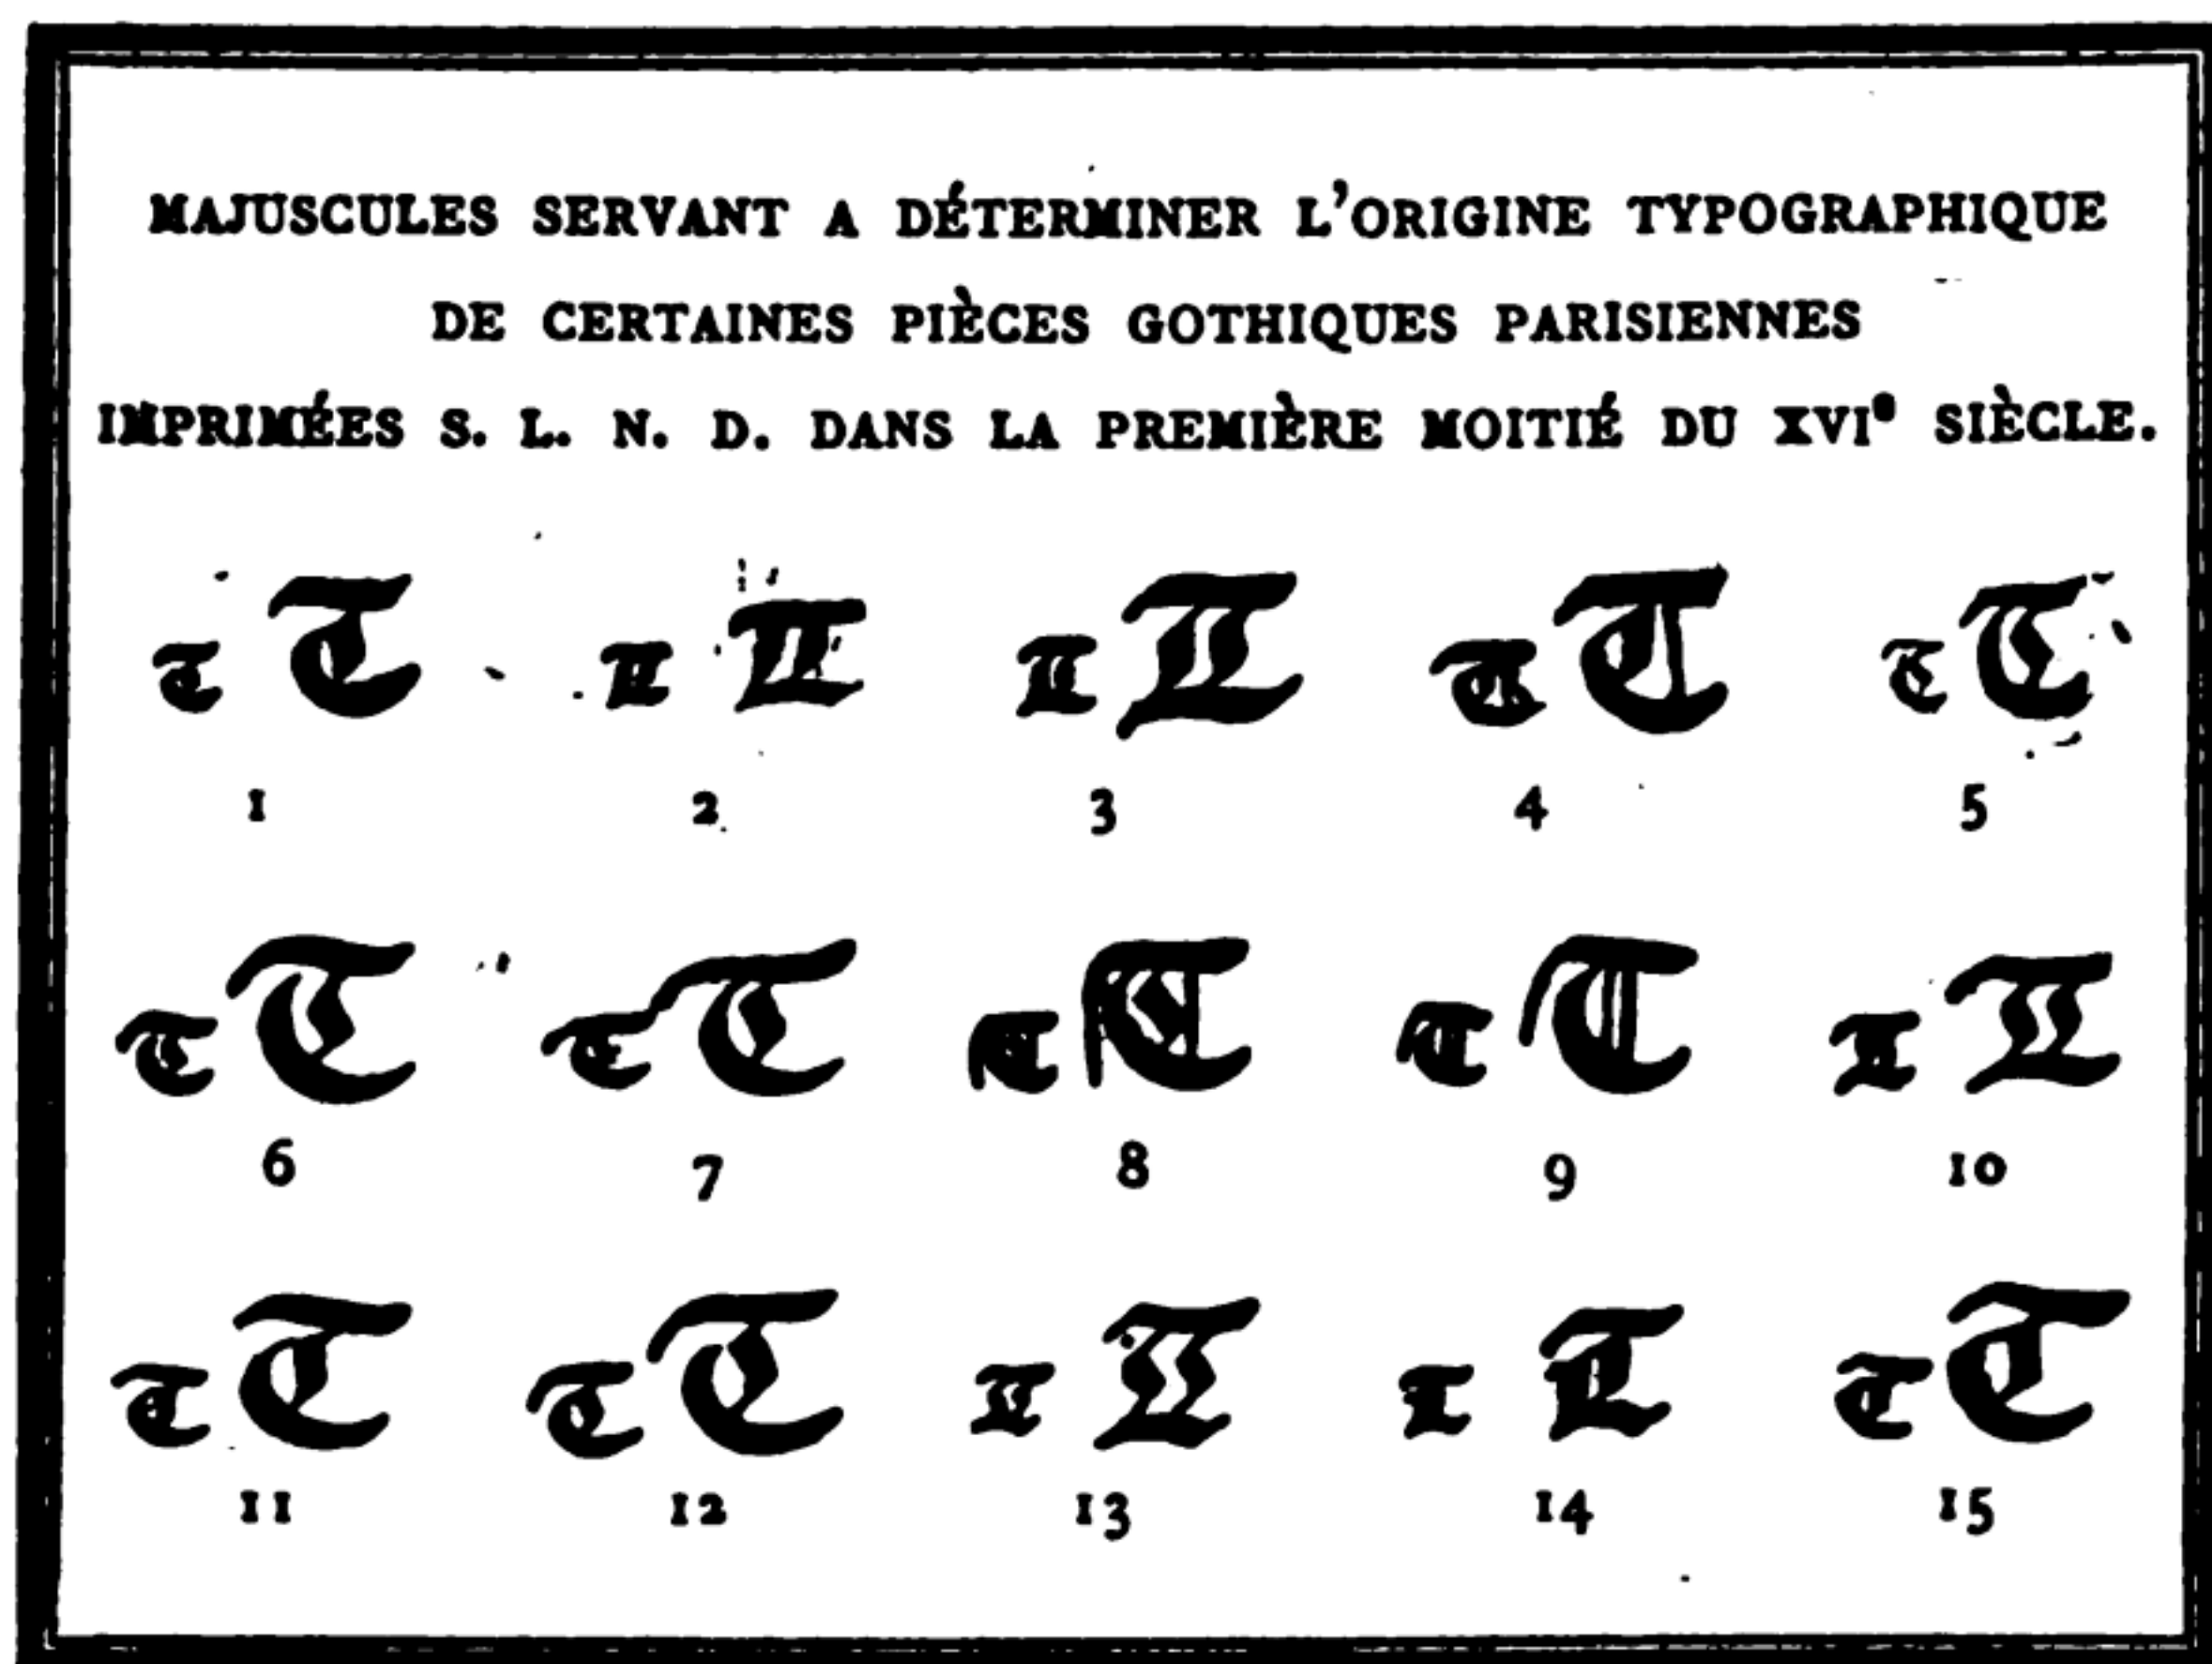 MAJUSCULES SERVANT A DÉTERMINER L'ORIGINE TYPOGRAPHIQUE
DE CERTAINES PIÈCES GOTHIQUES PARISIENNES
IMPRIMÉES S. L. N. D. DANS LA PREMIÈRE MOITIÉ DU XVIe SIÈCLE.
T T T T T T T T T T
1 2 3 4 5
T T T T T T T T T T
6 7 8 9 10
T T T T T T T T T T
11 12 13 14 15